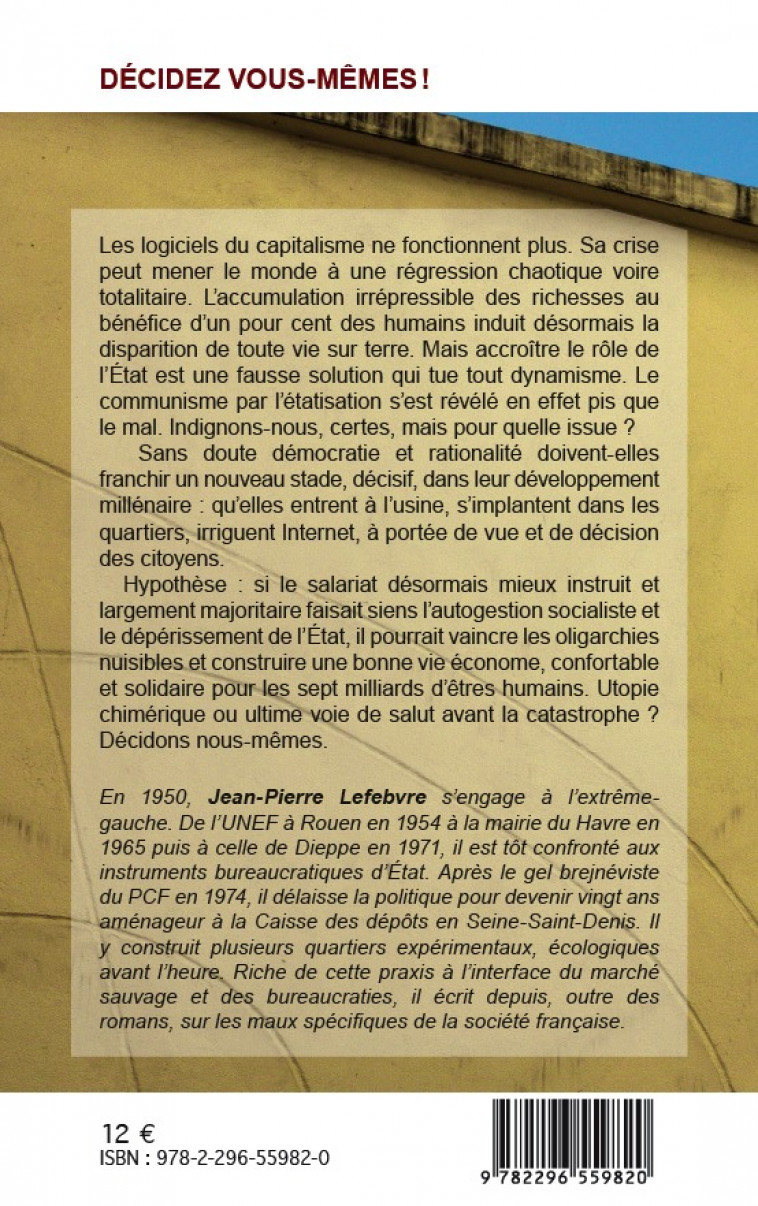 DÉCIDEZ VOUS-MÊMES !
Les logiciels du capitalisme ne fonctionnent plus. Sa crise
peut mener le monde à une régression chaotique voire
totalitaire. L’accumulation irrépressible des richesses au
bénéfice d’un pour cent des humains induit désormais la
disparition de toute vie sur terre. Mais accroître le rôle de
l’État est une fausse solution qui tue tout dynamisme. Le
communisme par l’étatisation s’est révélé en effet pis que
le mal. Indignons-nous, certes, mais pour quelle issue ?
Sans doute démocratie et rationalité doivent-elles
franchir un nouveau stade, décisif, dans leur développement
millénaire : qu’elles entrent à l’usine, s’implantent dans les
quartiers, irriguent Internet, à portée de vue et de décision
des citoyens.
Hypothèse : si le salariat désormais mieux instruit et
largement majoritaire faisait siens l’autogestion socialiste et
le dépérissement de l’État, il pourrait vaincre les oligarchies
nuisibles et construire une bonne vie économe, confortable
et solidaire pour les sept milliards d’êtres humains. Utopie
chimérique ou ultime voie de salut avant la catastrophe ?
Décidons nous-mêmes.
En 1950, Jean-Pierre Lefebvre s’engage à l’extrême-
gauche. De l’UNEF à Rouen en 1954 à la mairie du Havre en
1965 puis à celle de Dieppe en 1971, il est tôt confronté aux
instruments bureaucratiques d’État. Après le gel brejnéviste
du PCF en 1974, il délaisse la politique pour devenir vingt ans
aménageur à la Caisse des dépôts en Seine-Saint-Denis. Il
y construit plusieurs quartiers expérimentaux, écologiques
avant l’heure. Riche de cette praxis à l’interface du marché
sauvage et des bureaucraties, il écrit depuis, outre des
romans, sur les maux spécifiques de la société française.
12 €
ISBN : 978-2-296-55982-0
9 782296 559820